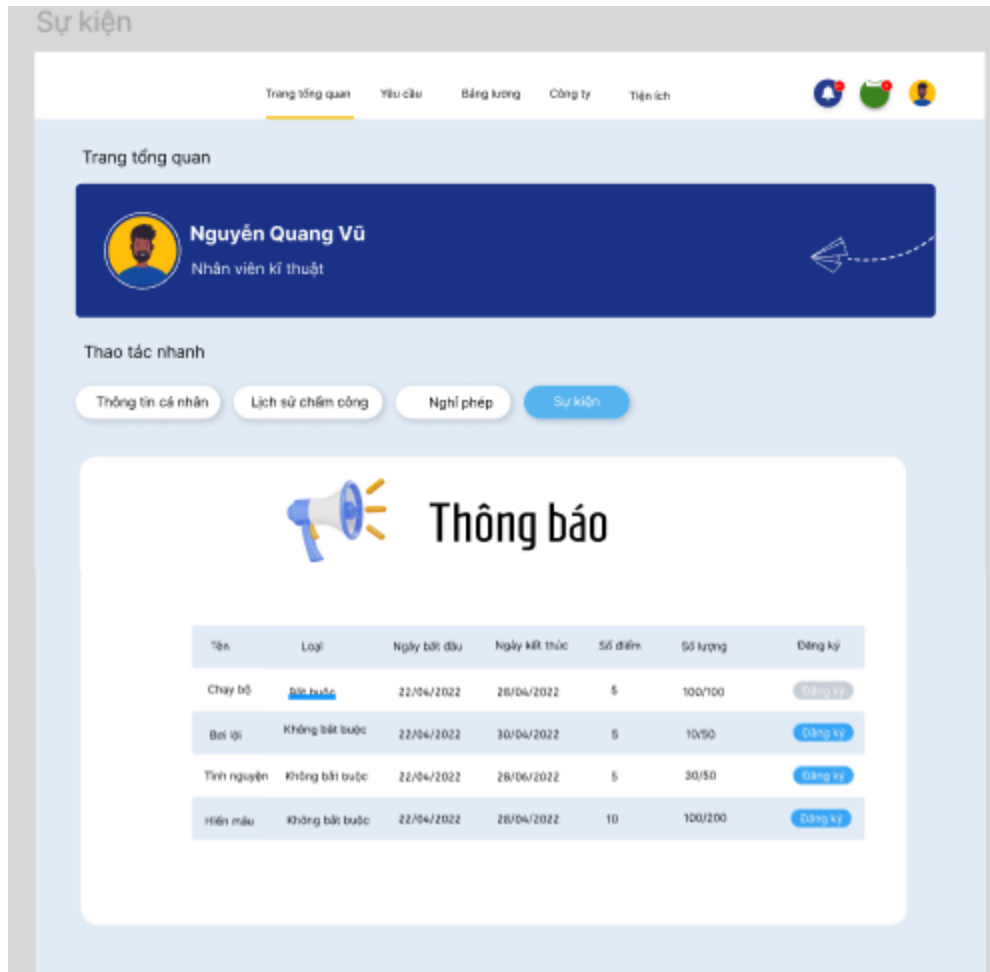 Sự kiện
Trang tổng quan Yêu cầu Bảng lương Công ty Tiện ích
Trang tổng quan
Nguyễn Quang Vũ
Nhân viên kĩ thuật
Thao tác nhanh
Thông tin cá nhân Lịch sử chấm công Nghỉ phép Sự kiện
Thông báo
Tên Loại Ngày bắt đầu Ngày kết thúc Số điểm Số lượng Đăng ký
Chạy bộ Bắt buộc 22/04/2022 28/04/2022 5 100/100 Đăng ký
Bơi lội Không bắt buộc 22/04/2022 30/04/2022 5 10/50 Đăng ký
Tình nguyện Không bắt buộc 22/04/2022 28/06/2022 5 30/50 Đăng ký
Hiến máu Không bắt buộc 22/04/2022 28/04/2022 10 100/200 Đăng ký